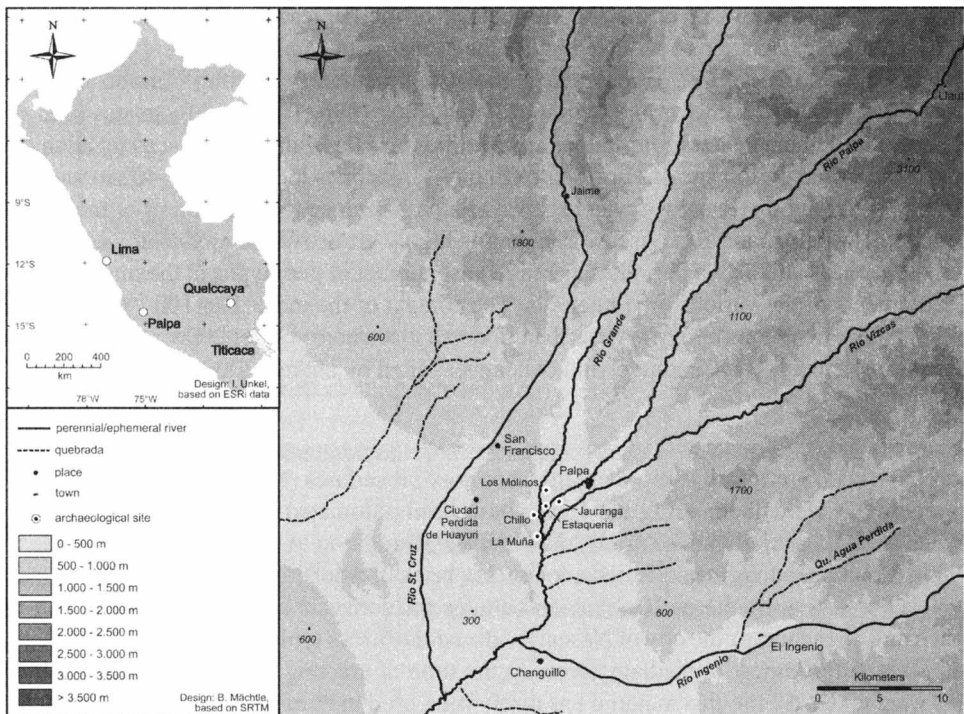 N
9°S
12°S
15°S
Lima
Quelccaya
Palpa
Titicaca
0 200 400
km
Design: I. Unkel,
based on ESRi data
78°W 75°W
perennial/ephemeral river
quebrada
place
town
archaeological site
0 - 500 m
500 - 1.000 m
1.000 - 1.500 m
1.500 - 2.000 m
2.000 - 2.500 m
2.500 - 3.000 m
3.000 - 3.500 m
> 3.500 m
Design: B. Mächtle,
based on SRTM
N
Llauta
Rio Palpa
3100
Jaime
1800
1100
600
Rio Grande
Rio Vizcas
San
Francisco
Palpa
Los Molinos
1700
Ciudad
Perdida
de Huayuri
Chillo
Jauranga
Estaqueria
La Muña
Qu. Agua Perdida
Rio St. Cruz
300
600
600
El Ingenio
Changuillo
Rio Ingenio
Kilometers
0 5 10